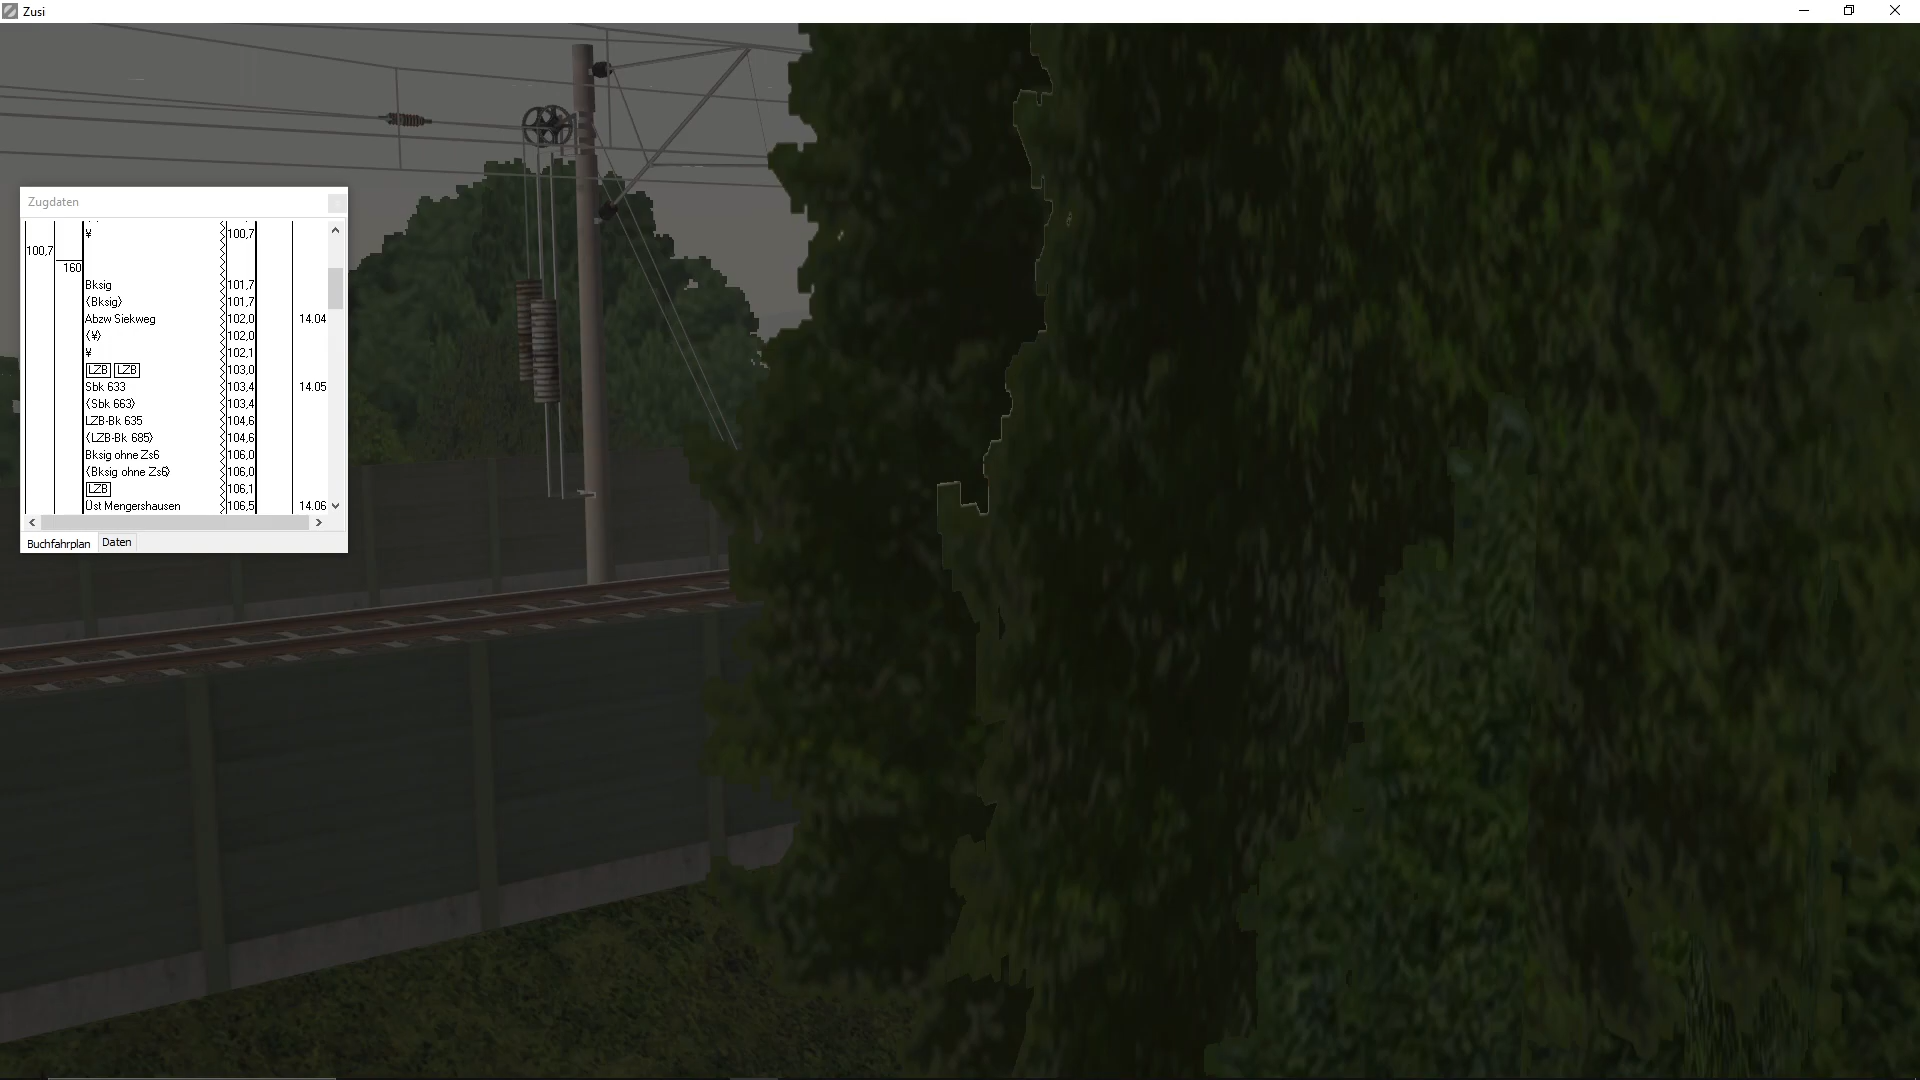 Zusi
Zugdaten
¥ 100,7
100,7
160
Bksig 101,7
(Bksig) 101,7
Abzw Siekweg 102,0 14.04
(¥) 102,0
¥ 102,1
LZB LZB 103,0
Sbk 633 103,4 14.05
(Sbk 663) 103,4
LZB-Bk 635 104,6
(LZB-Bk 685) 104,6
Bksig ohne Zs6 106,0
(Bksig ohne Zs6) 106,0
LZB 106,1
Üst Mengershausen 106,5 14.06
Buchfahrplan Daten